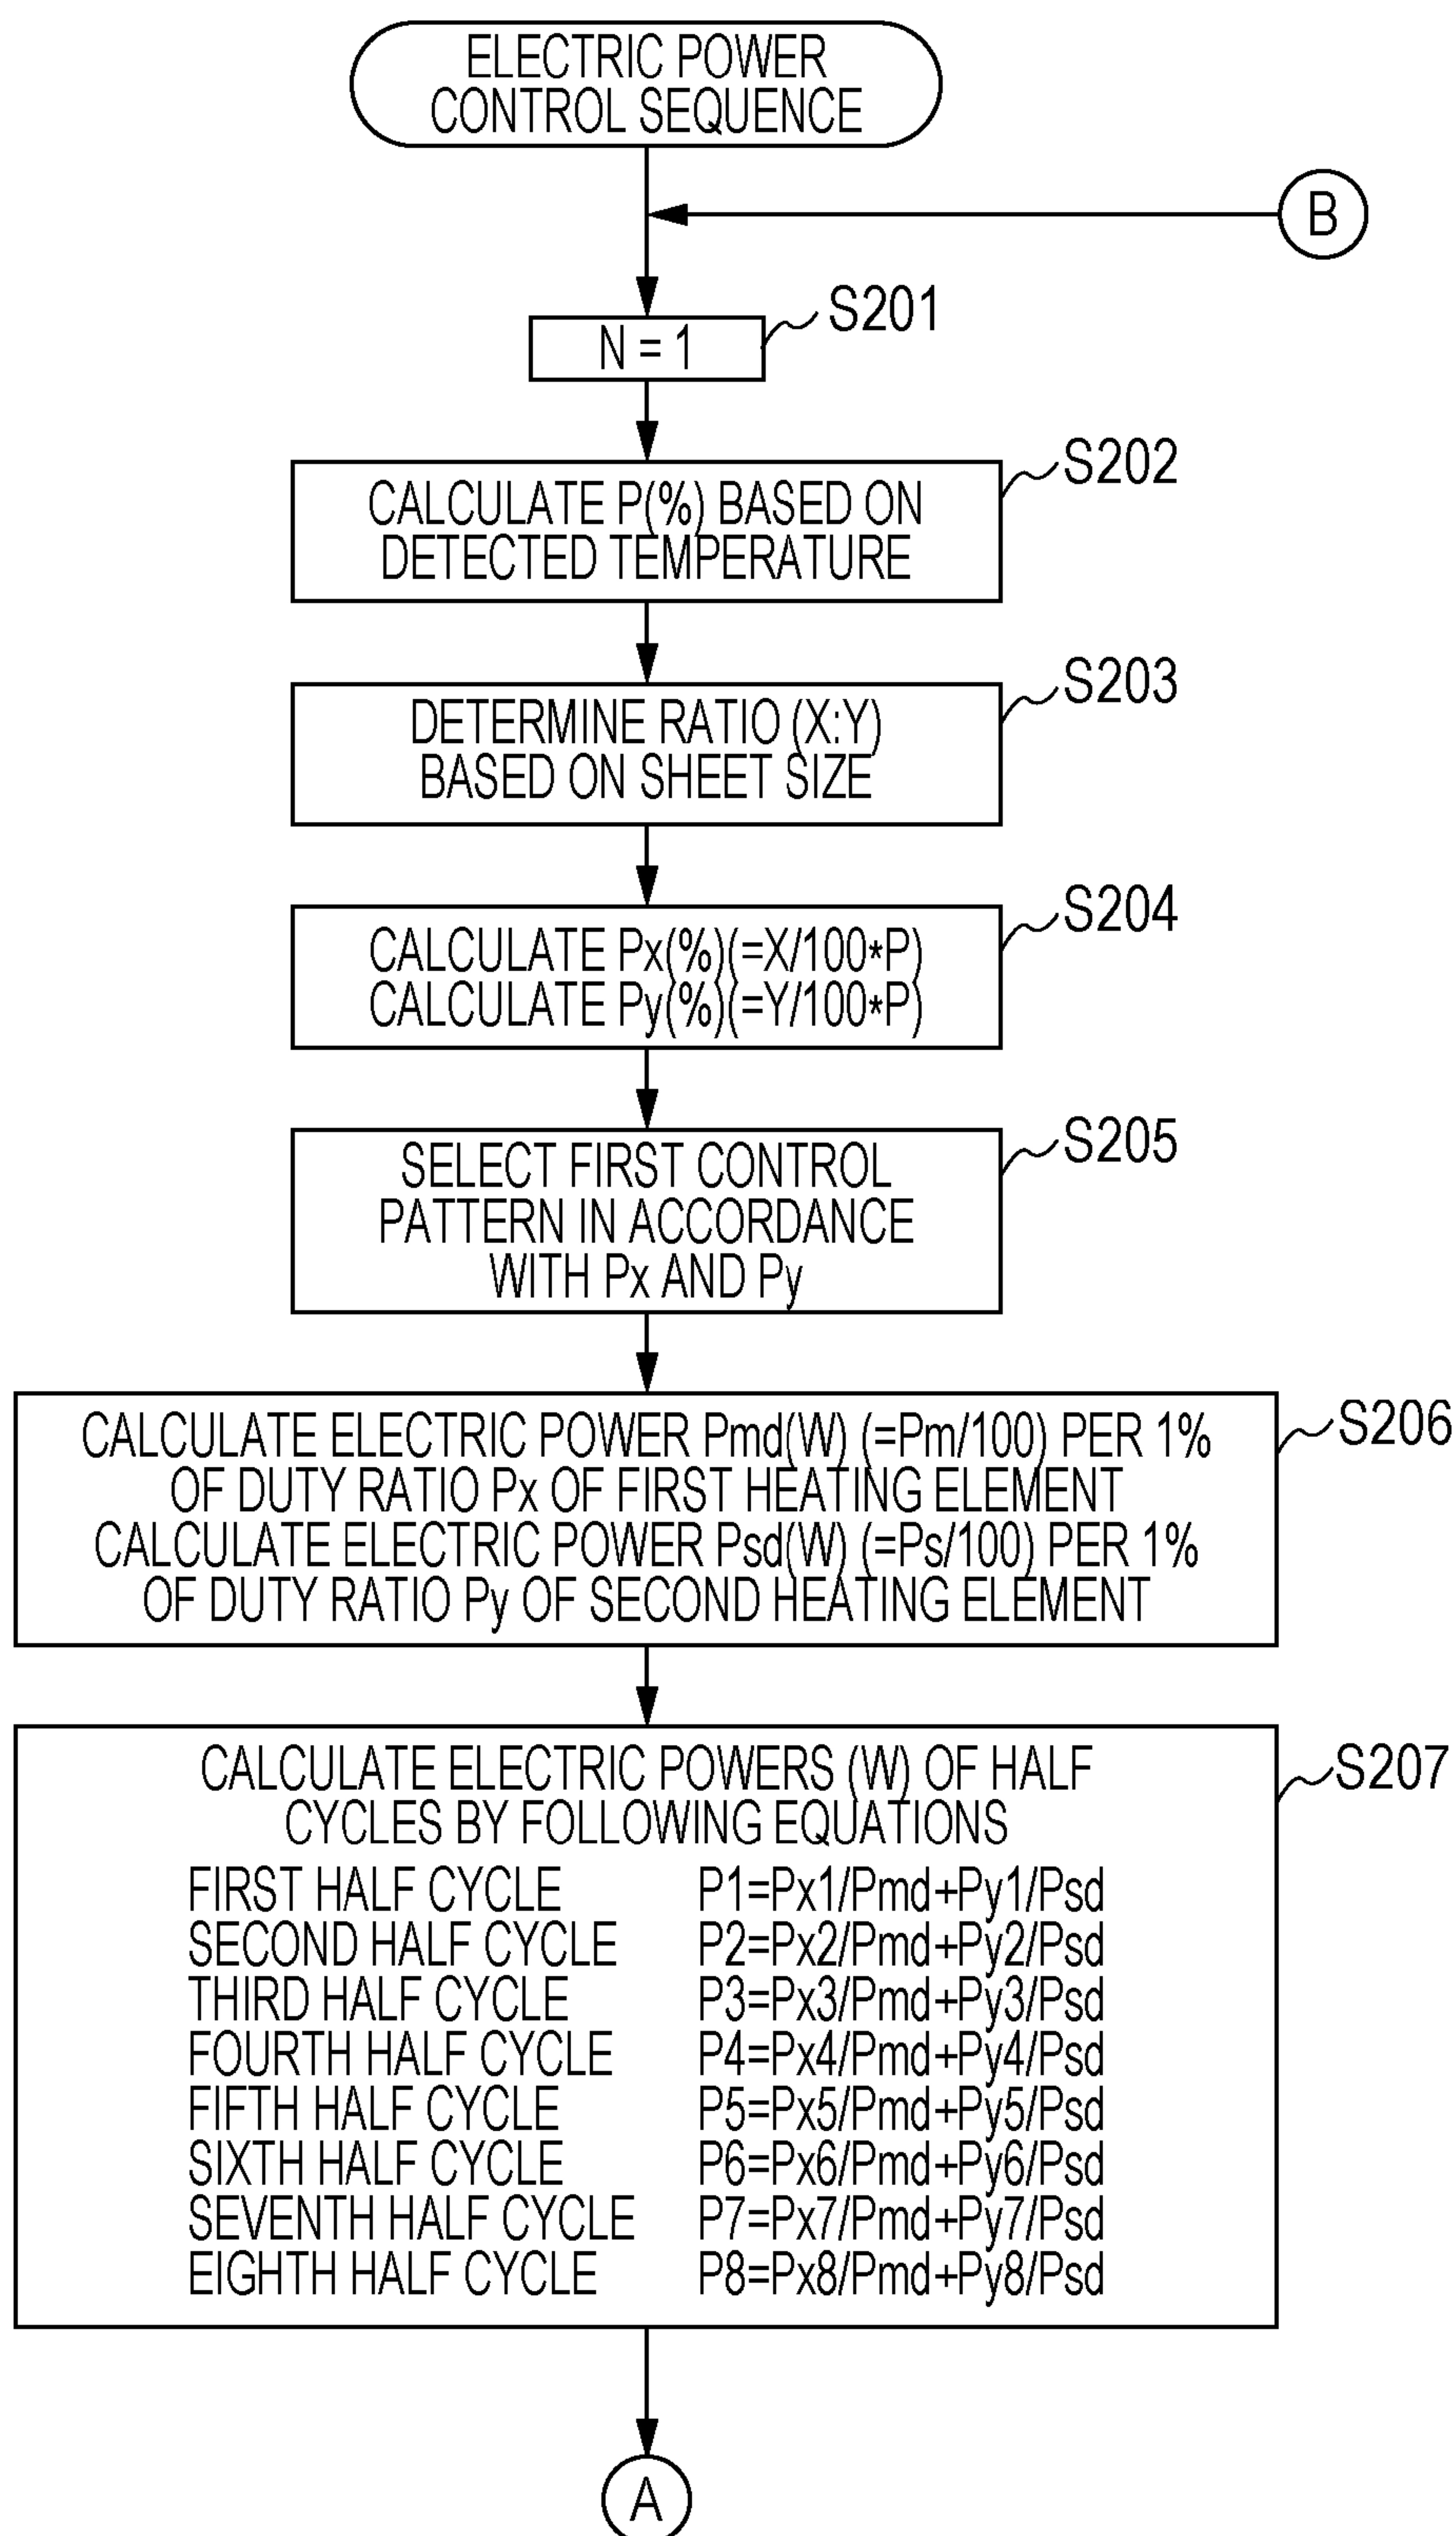 ELECTRIC POWER
CONTROL SEQUENCE
B
S201
N = 1
S202
CALCULATE P(%) BASED ON
DETECTED TEMPERATURE
S203
DETERMINE RATIO (X:Y)
BASED ON SHEET SIZE
S204
CALCULATE Px(%)(=X/100*P)
CALCULATE Py(%)(=Y/100*P)
S205
SELECT FIRST CONTROL
PATTERN IN ACCORDANCE
WITH Px AND Py
S206
CALCULATE ELECTRIC POWER Pmd(W) (=Pm/100) PER 1%
OF DUTY RATIO Px OF FIRST HEATING ELEMENT
CALCULATE ELECTRIC POWER Psd(W) (=Ps/100) PER 1%
OF DUTY RATIO Py OF SECOND HEATING ELEMENT
S207
CALCULATE ELECTRIC POWERS (W) OF HALF
CYCLES BY FOLLOWING EQUATIONS
FIRST HALF CYCLE P1=Px1/Pmd+Py1/Psd
SECOND HALF CYCLE P2=Px2/Pmd+Py2/Psd
THIRD HALF CYCLE P3=Px3/Pmd+Py3/Psd
FOURTH HALF CYCLE P4=Px4/Pmd+Py4/Psd
FIFTH HALF CYCLE P5=Px5/Pmd+Py5/Psd
SIXTH HALF CYCLE P6=Px6/Pmd+Py6/Psd
SEVENTH HALF CYCLE P7=Px7/Pmd+Py7/Psd
EIGHTH HALF CYCLE P8=Px8/Pmd+Py8/Psd
A